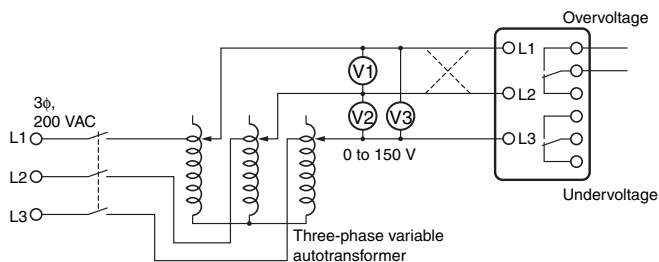 Overvoltage
L1
V1
3ϕ,
200 VAC
L2
V2
V3
L1
L3
0 to 150 V
L2
Undervoltage
L3
Three-phase variable
autotransformer